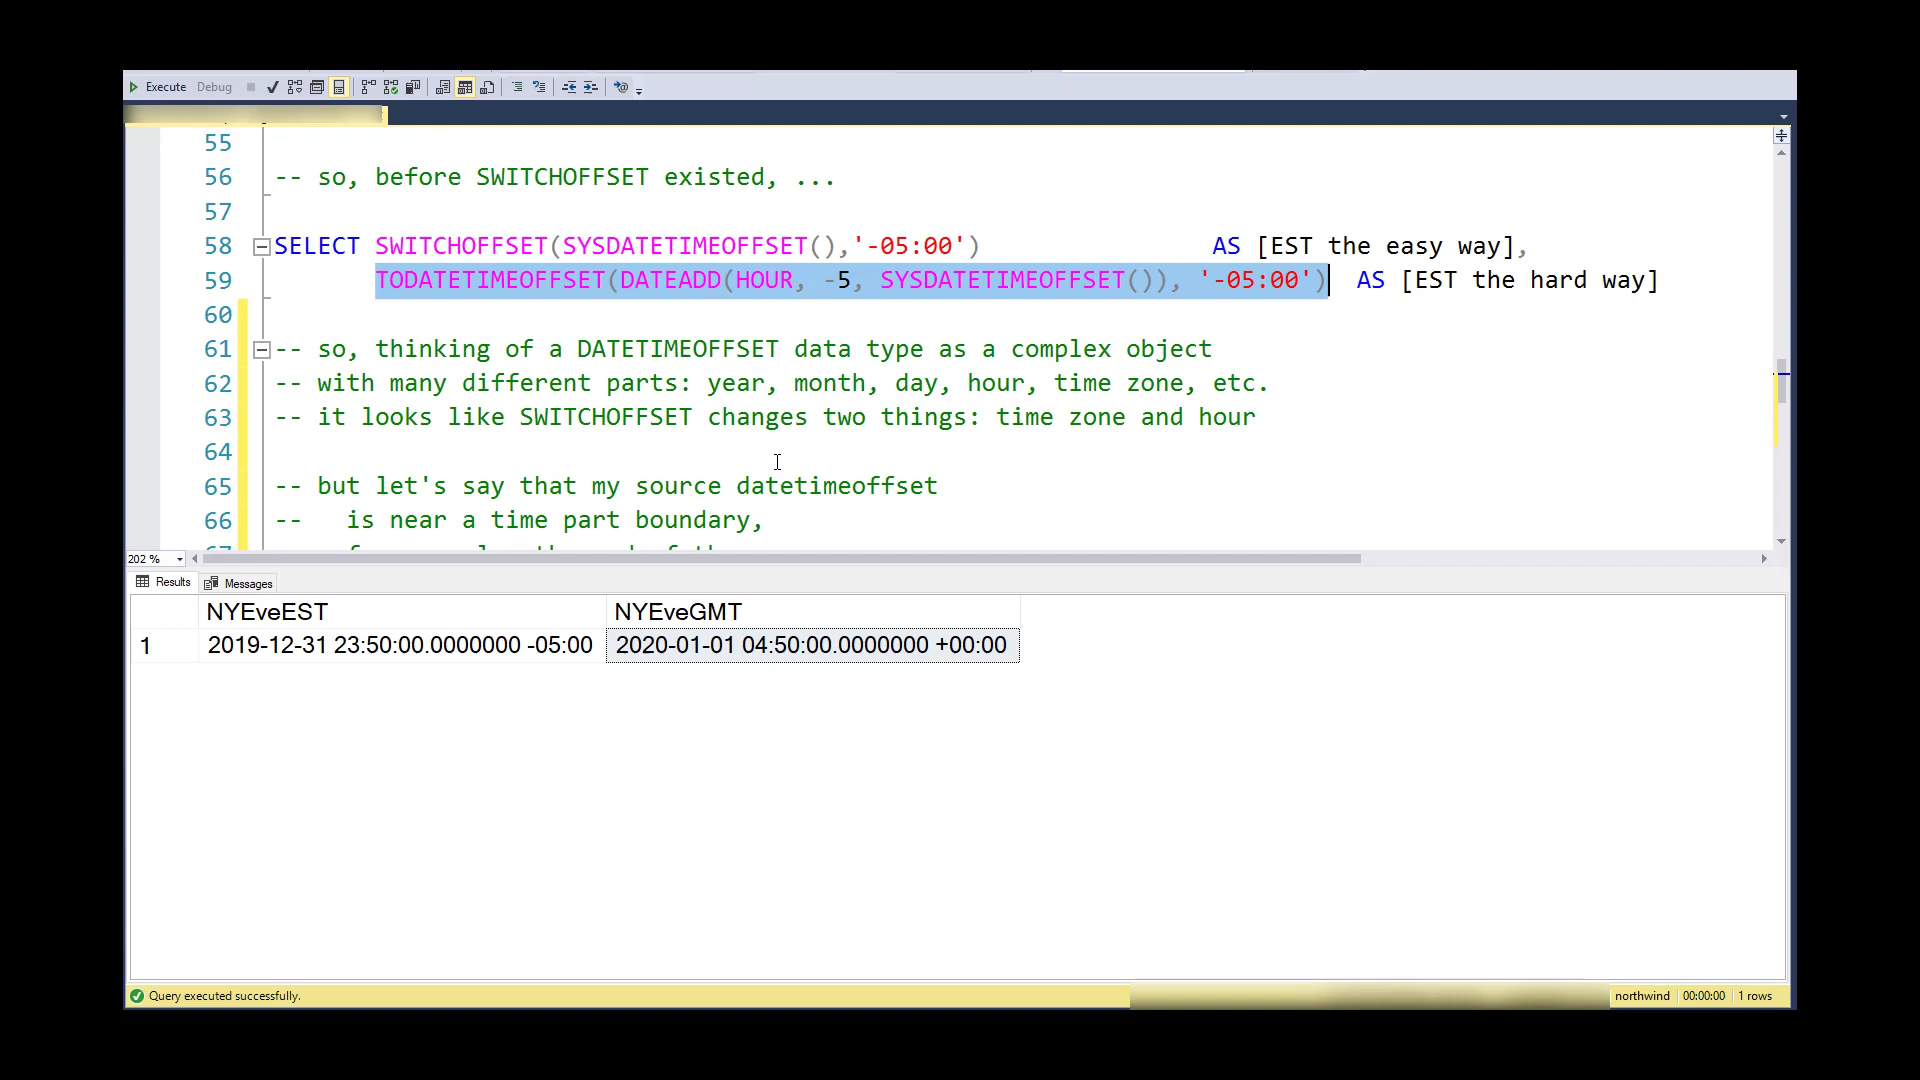 Execute Debug
55
56 -- so, before SWITCHOFFSET existed, ...
57
58 SELECT SWITCHOFFSET(SYSDATETIMEOFFSET(),'-05:00') AS [EST the easy way],
59 TODATETIMEOFFSET(DATEADD(HOUR, -5, SYSDATETIMEOFFSET()), '-05:00') AS [EST the hard way]
60
61 -- so, thinking of a DATETIMEOFFSET data type as a complex object
62 -- with many different parts: year, month, day, hour, time zone, etc.
63 -- it looks like SWITCHOFFSET changes two things: time zone and hour
64
65 -- but let's say that my source datetimeoffset
66 -- is near a time part boundary,
202 %
Results Messages
NYEveEST NYEveGMT
1 2019-12-31 23:50:00.0000000 -05:00 2020-01-01 04:50:00.0000000 +00:00
Query executed successfully. northwind 00:00:00 1 rows